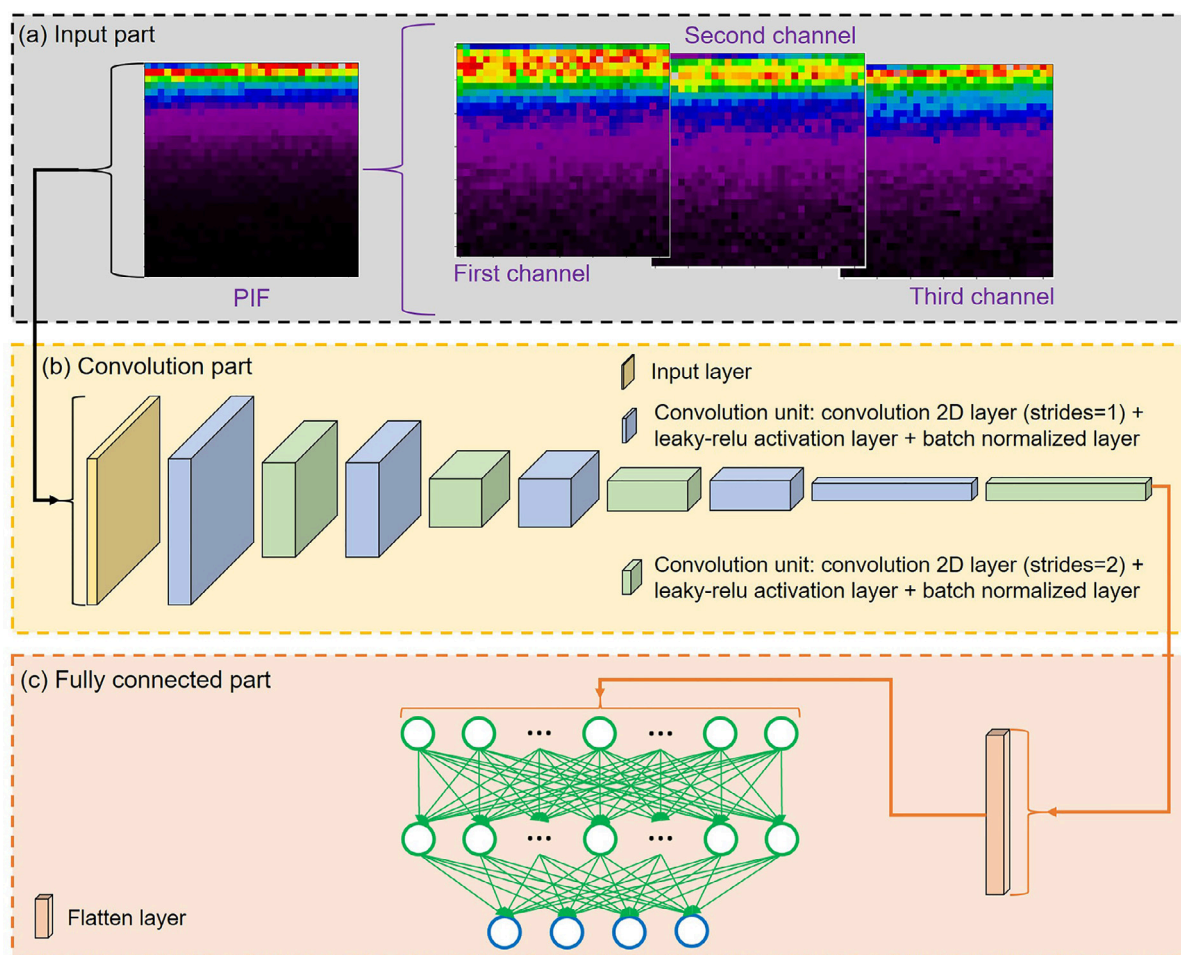 (a) Input part
Second channel
First channel
PIF
Third channel
(b) Convolution part
Input layer
Convolution unit: convolution 2D layer (strides=1) +
leaky-relu activation layer + batch normalized layer
Convolution unit: convolution 2D layer (strides=2) +
leaky-relu activation layer + batch normalized layer
(c) Fully connected part
...
...
...
...
Flatten layer